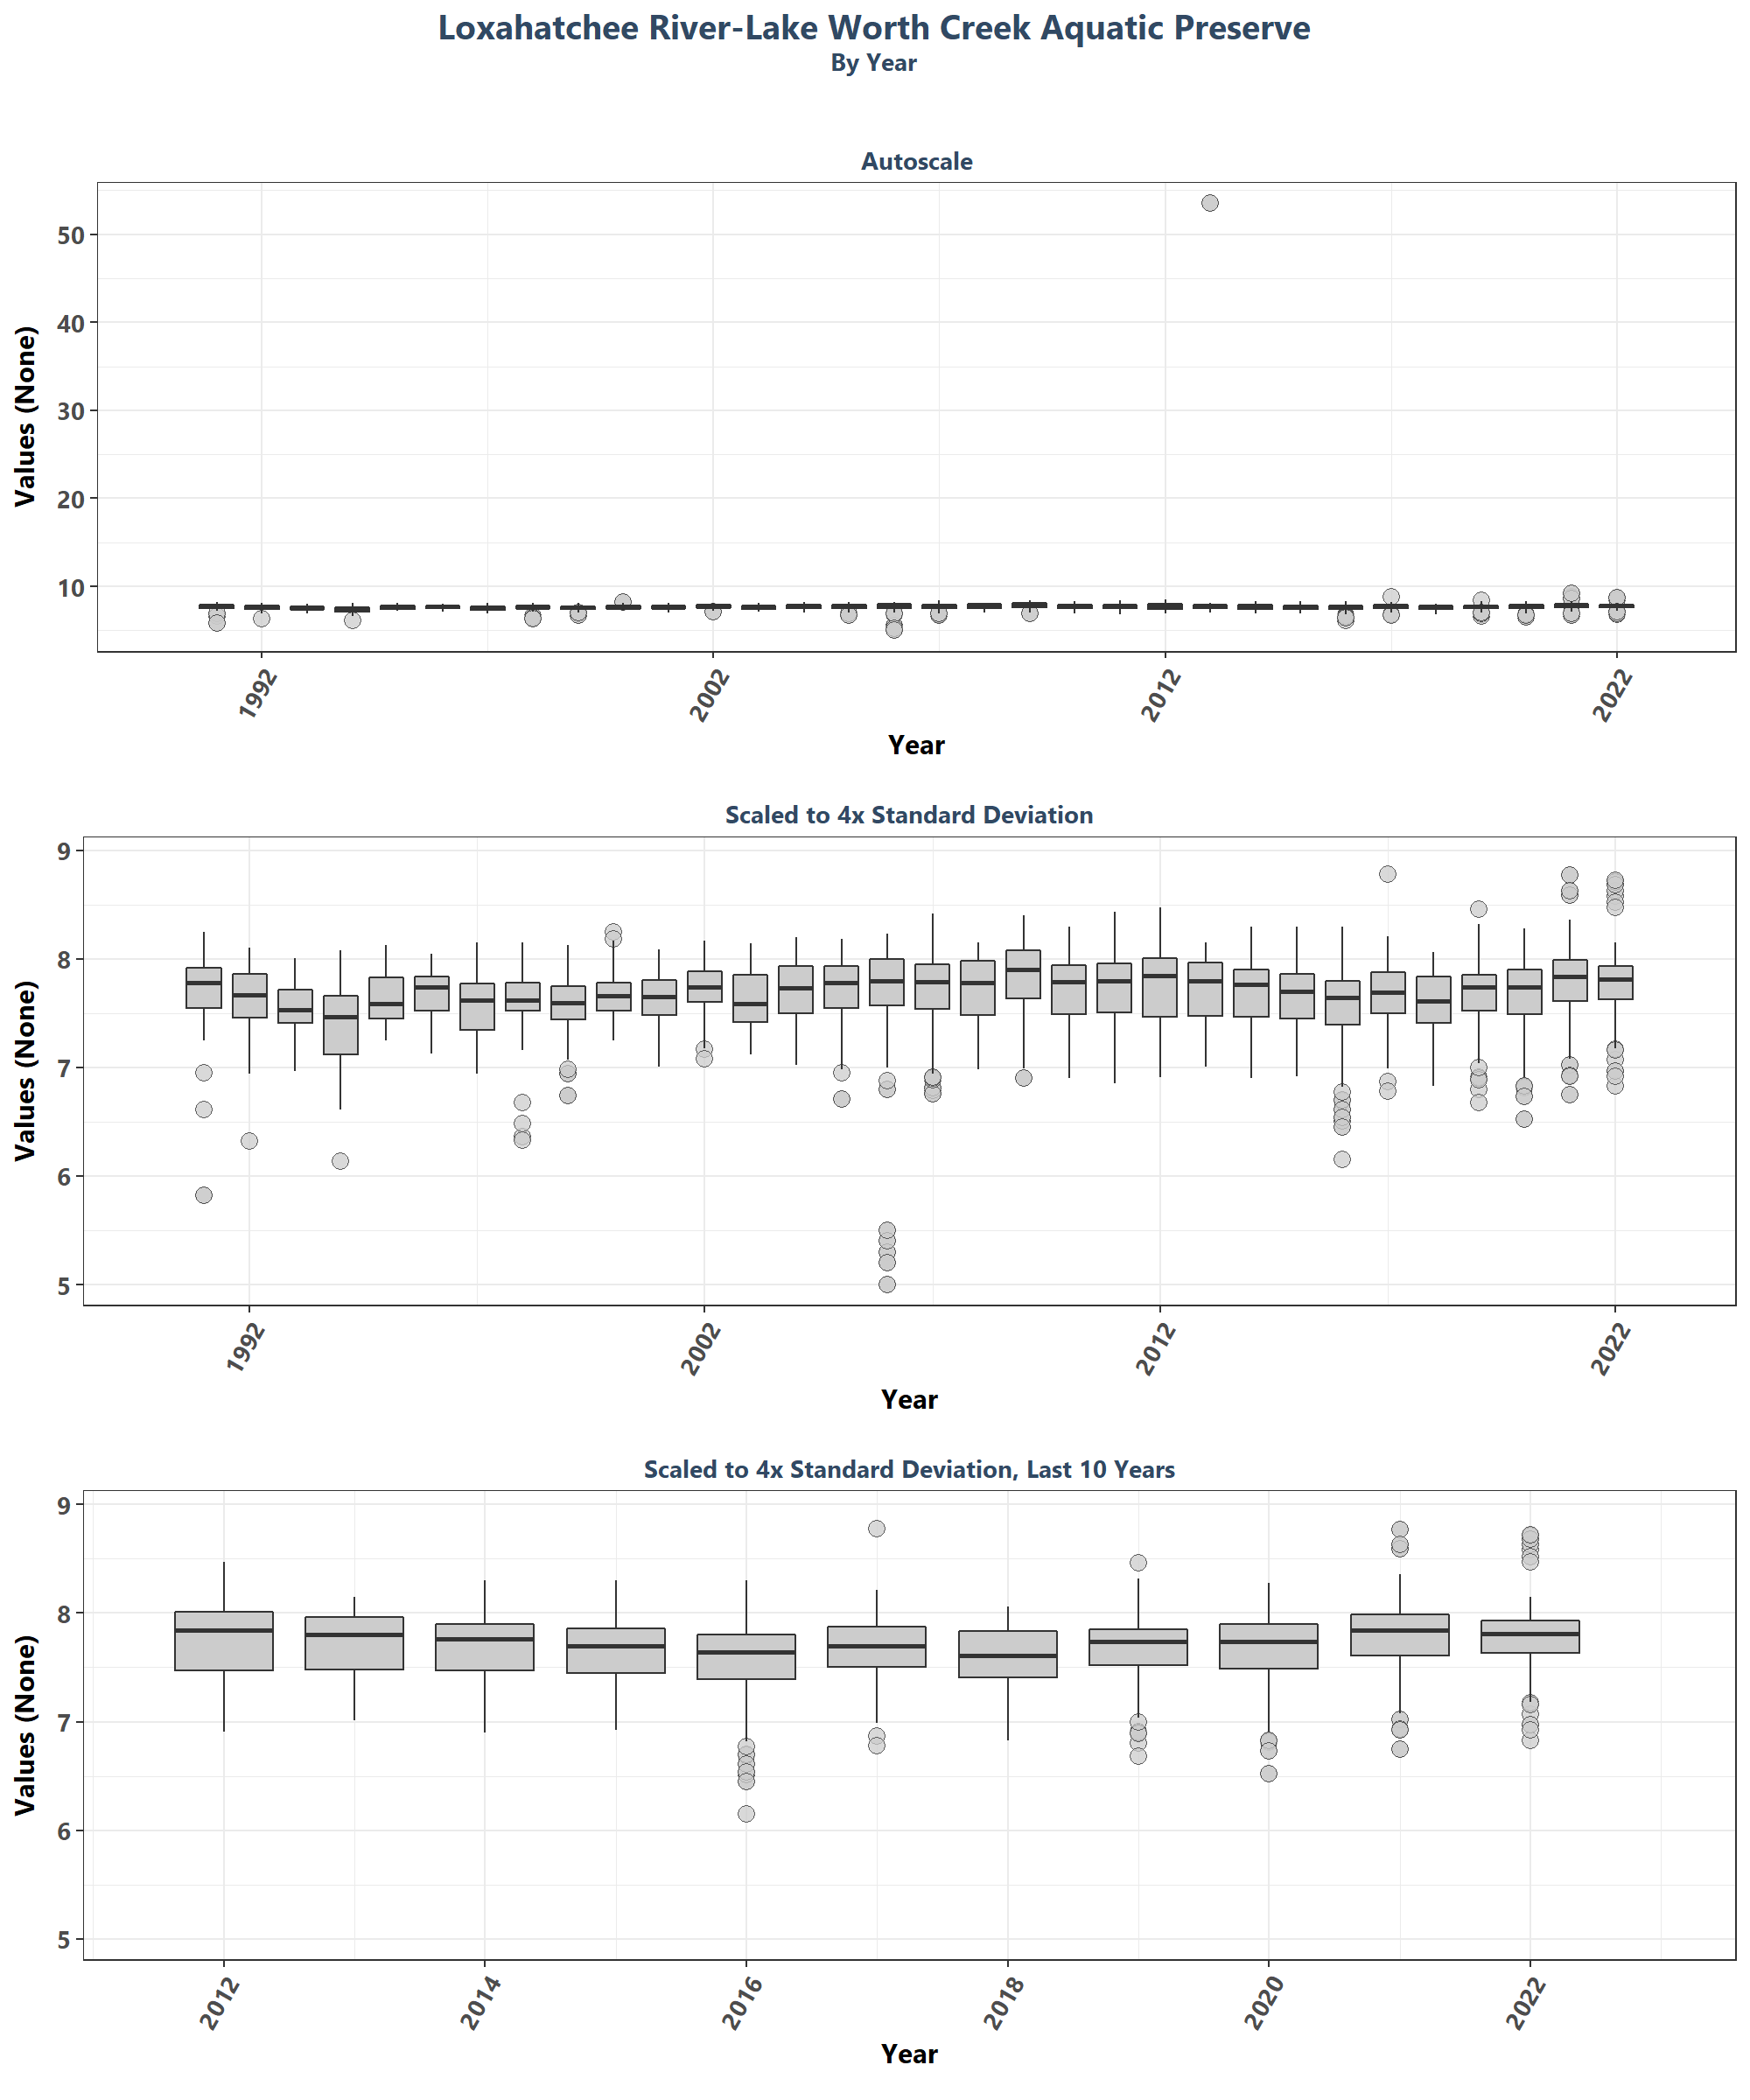 Loxahatchee River-Lake Worth Creek Aquatic Preserve
By Year
Autoscale
Values (None)
50
40
30
20
10
1992
2002
2012
2022
Year
Scaled to 4x Standard Deviation
Values (None)
9
8
7
6
5
1992
2002
2012
2022
Year
Scaled to 4x Standard Deviation, Last 10 Years
Values (None)
9
8
7
6
5
2012
2014
2016
2018
2020
2022
Year